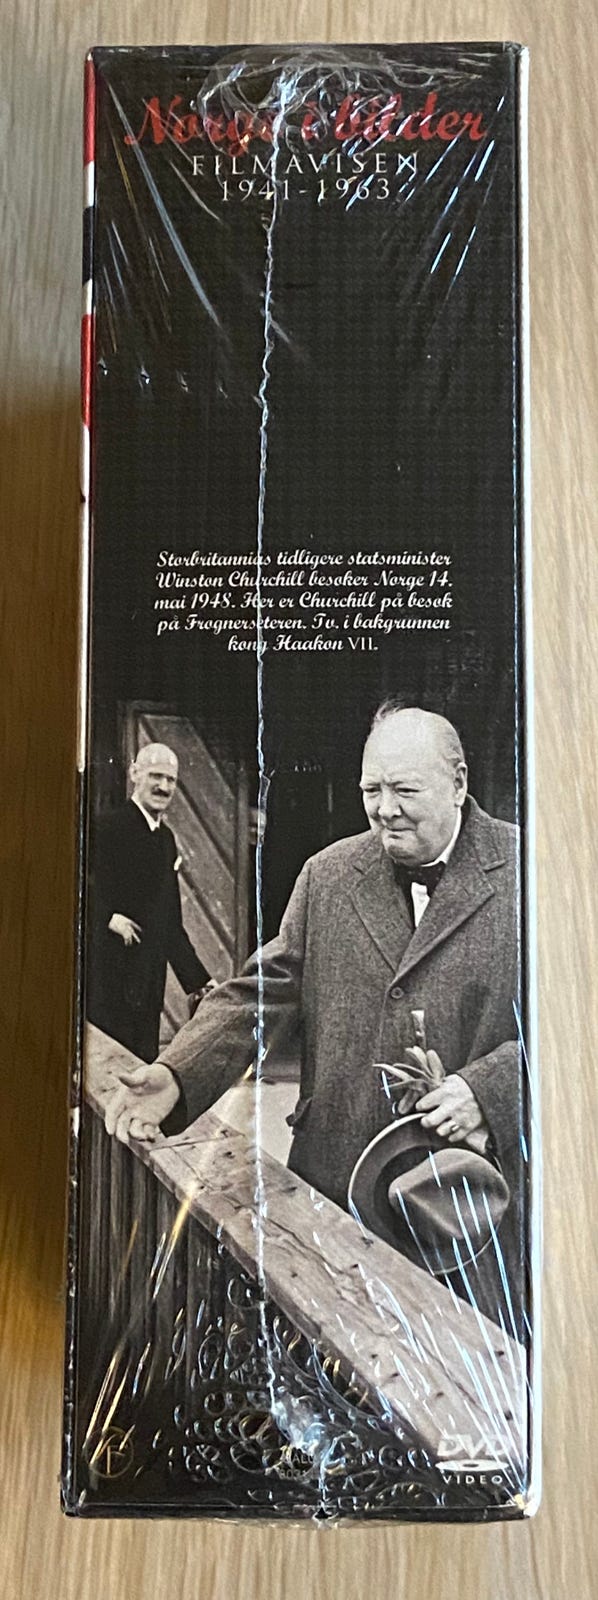 Norge i bilder
FILMAVISEN
1941-1963
Storbritannias tidligere statsminister
Winston Churchill besøker Norge 14.
mai 1948. Her er Churchill på besøk
på Frognerseteren. Tv. i bakgrunnen
kong Haakon VII.
DVD
VIDEO